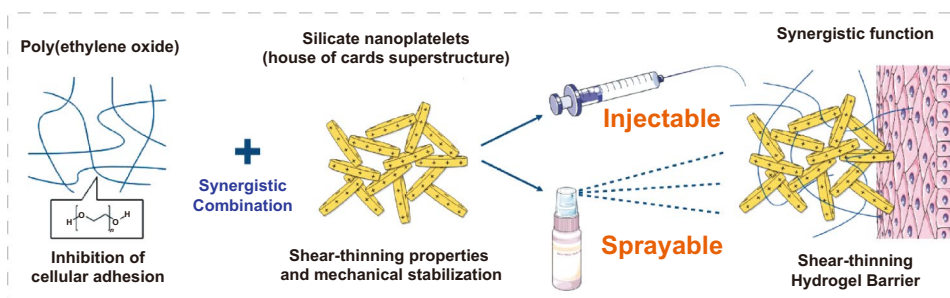 Poly(ethylene oxide)
H
O
n
O
H
Inhibition of
cellular adhesion
+
Synergistic
Combination
Silicate nanoplatelets
(house of cards superstructure)
Shear-thinning properties
and mechanical stabilization
Injectable
Sprayable
Synergistic function
Shear-thinning
Hydrogel Barrier